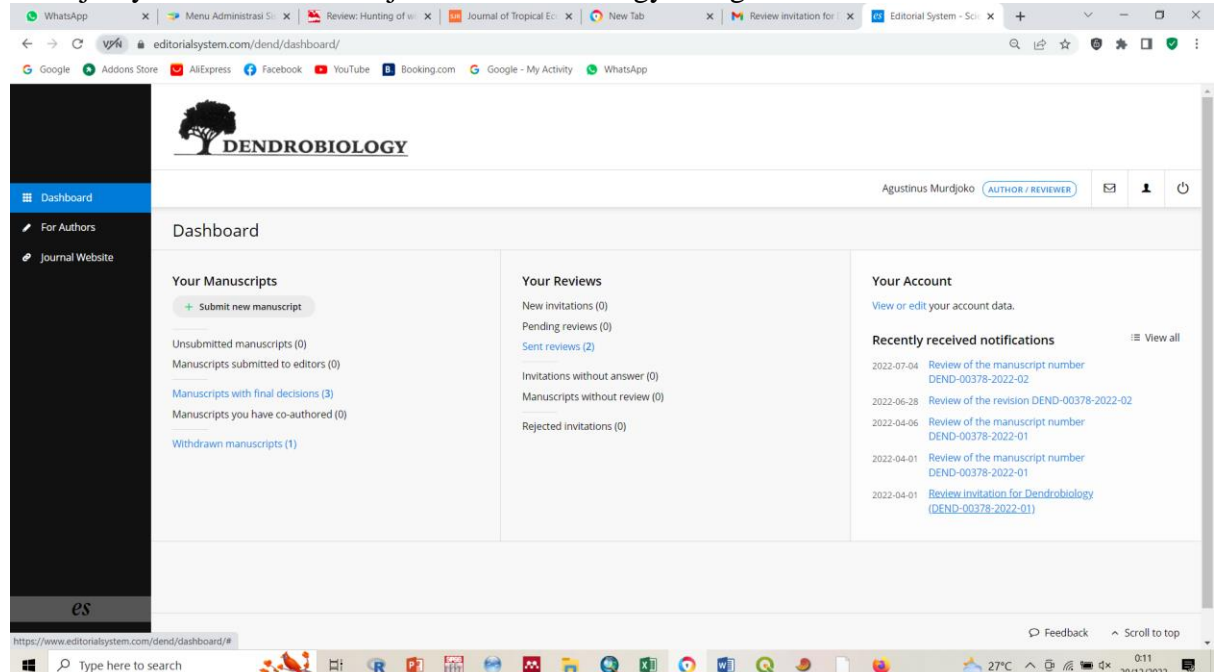 WhatsApp
Menu Administrasi Si
Review: Hunting of w
Journal of Tropical Ec
New Tab
Review invitation for
Editorial System - Scie
editorialsystem.com/dend/dashboard/
Google
Addons Store
AliExpress
Facebook
YouTube
Booking.com
Google - My Activity
WhatsApp
DENDROBIOLOGY
Agustinus Murdjoko AUTHOR / REVIEWER
Dashboard
For Authors
Journal Website
Dashboard
Your Manuscripts
+ Submit new manuscript
Unsubmitted manuscripts (0)
Manuscripts submitted to editors (0)
Manuscripts with final decisions (3)
Manuscripts you have co-authored (0)
Withdrawn manuscripts (1)
Your Reviews
New invitations (0)
Pending reviews (0)
Sent reviews (2)
Invitations without answer (0)
Manuscripts without review (0)
Rejected invitations (0)
Your Account
View or edit your account data.
Recently received notifications
View all
2022-07-04 Review of the manuscript number
DEND-00378-2022-02
2022-06-28 Review of the revision DEND-00378-2022-02
2022-04-06 Review of the manuscript number
DEND-00378-2022-01
2022-04-01 Review of the manuscript number
DEND-00378-2022-01
2022-04-01 Review invitation for Dendrobiology
(DEND-00378-2022-01)
es
https://www.editorialsystem.com/dend/dashboard/#
Feedback
Scroll to top
Type here to search
27°C
0:11